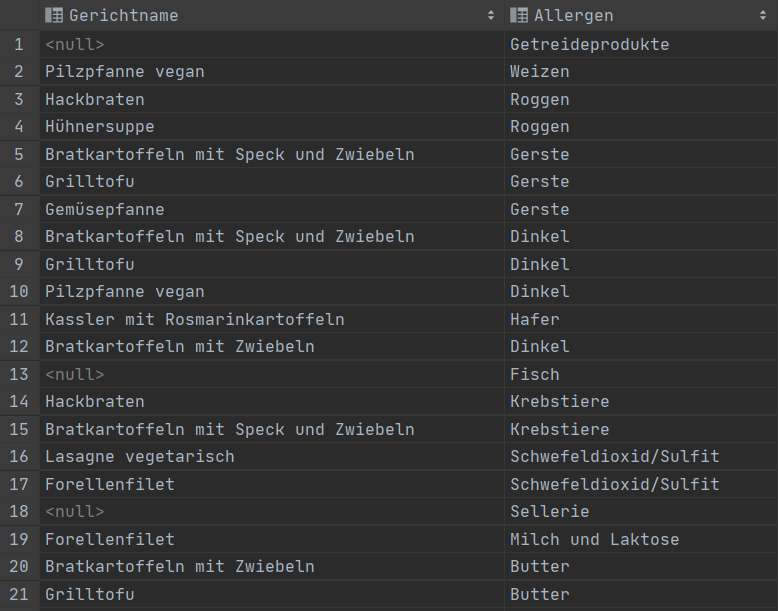 Gerichtname Allergen
1 <null> Getreideprodukte
2 Pilzpfanne vegan Weizen
3 Hackbraten Roggen
4 Hühnersuppe Roggen
5 Bratkartoffeln mit Speck und Zwiebeln Gerste
6 Grilltofu Gerste
7 Gemüsepfanne Gerste
8 Bratkartoffeln mit Speck und Zwiebeln Dinkel
9 Grilltofu Dinkel
10 Pilzpfanne vegan Dinkel
11 Kassler mit Rosmarinkartoffeln Hafer
12 Bratkartoffeln mit Zwiebeln Dinkel
13 <null> Fisch
14 Hackbraten Krebstiere
15 Bratkartoffeln mit Speck und Zwiebeln Krebstiere
16 Lasagne vegetarisch Schwefeldioxid/Sulfit
17 Forellenfilet Schwefeldioxid/Sulfit
18 <null> Sellerie
19 Forellenfilet Milch und Laktose
20 Bratkartoffeln mit Zwiebeln Butter
21 Grilltofu Butter